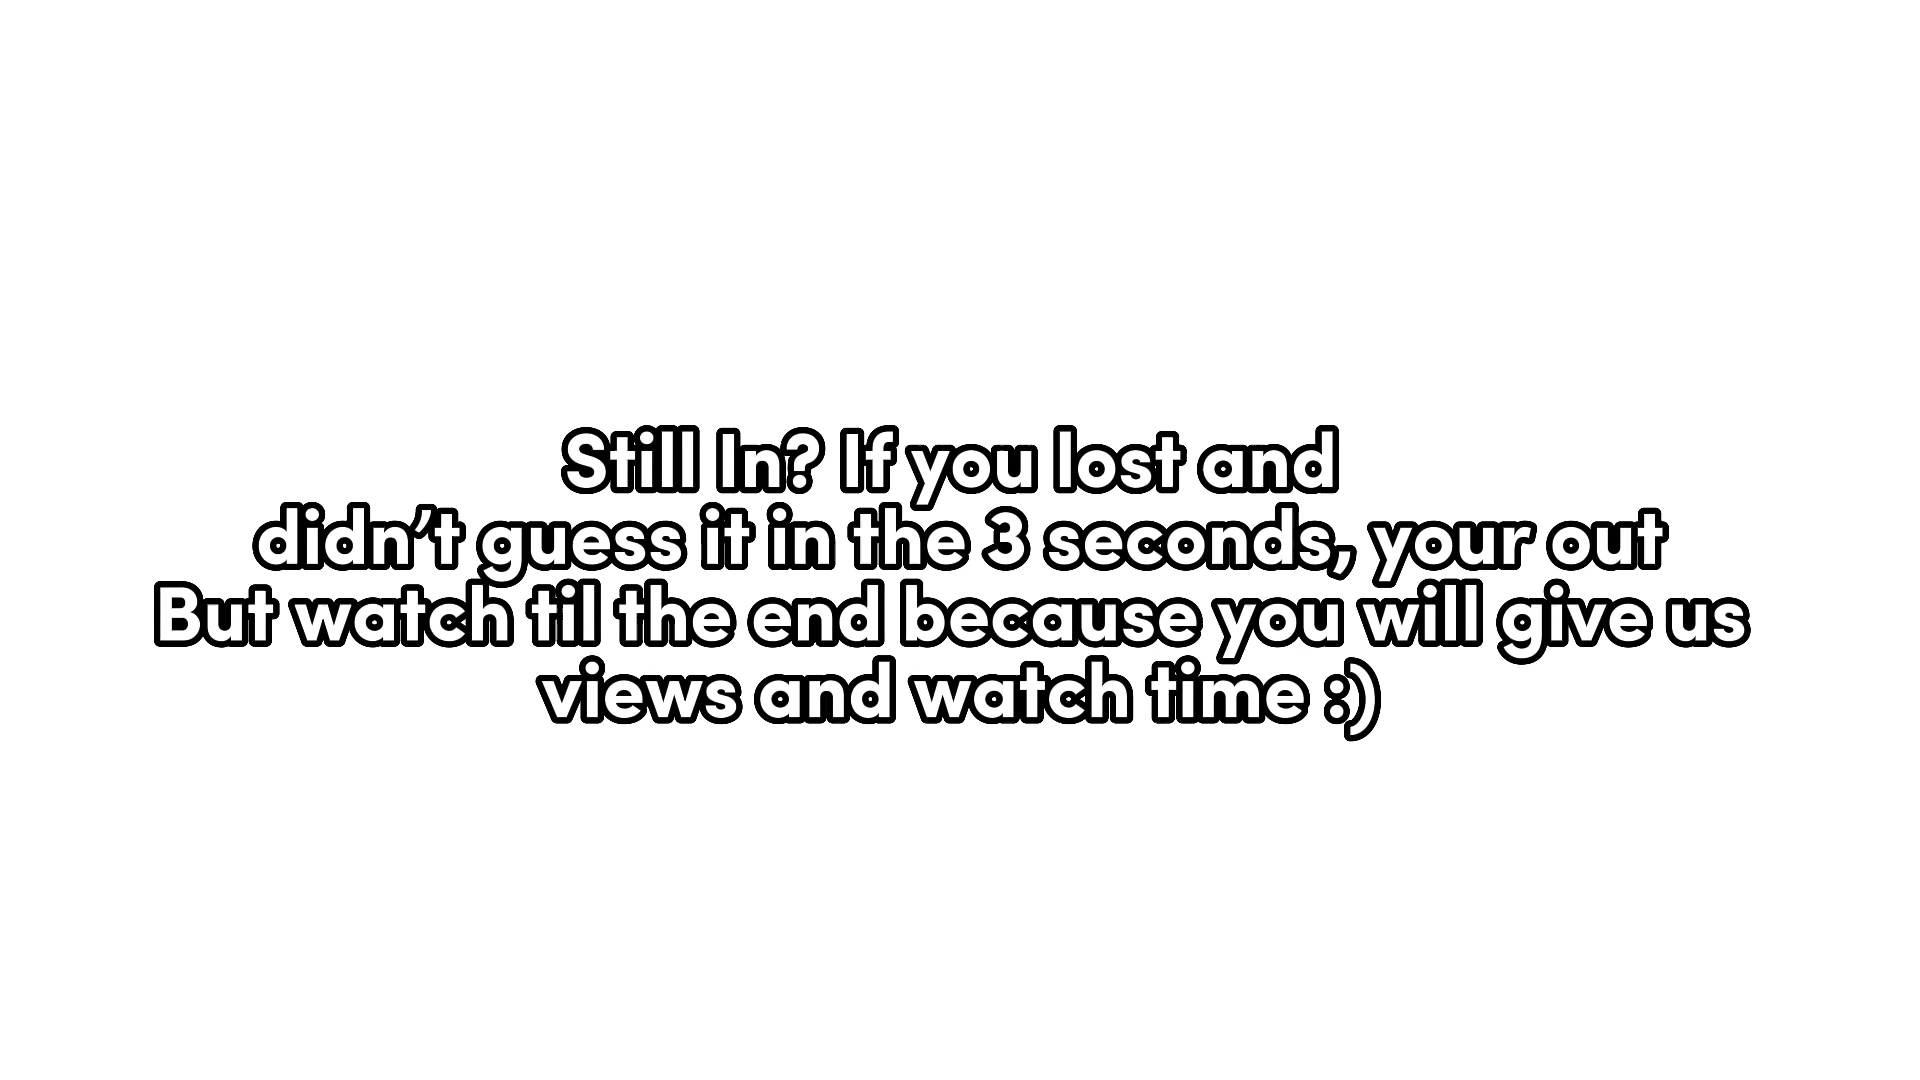 Still In? If you lost and
didn’t guess it in the 3 seconds, your out
But watch til the end because you will give us
views and watch time :)